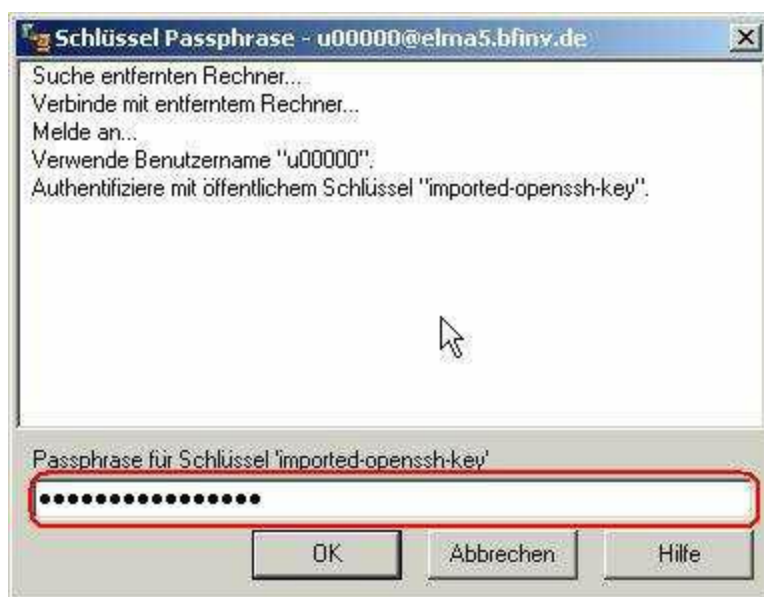 Schlüssel Passphrase - u00000@elma5.bfinv.de
Suche entfernten Rechner...
Verbinde mit entferntem Rechner...
Melde an...
Verwende Benutzername "u00000".
Authentifiziere mit öffentlichem Schlüssel "imported-openssh-key".
Passphrase für Schlüssel 'imported-openssh-key'
••••••••••••••••
OK Abbrechen Hilfe